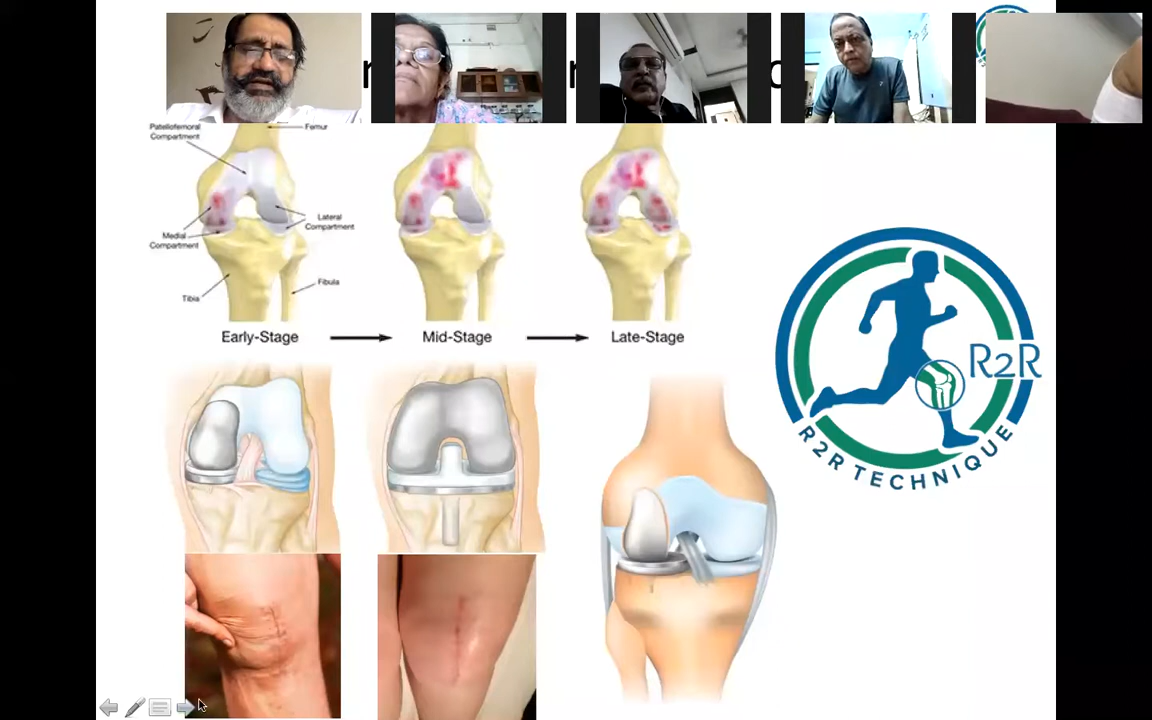 Patellofemoral
Compartment
Femur
Lateral
Compartment
Medial
Compartment
Tibia
Fibula
Early-Stage
Mid-Stage
Late-Stage
R2R
R2R TECHNIQUE